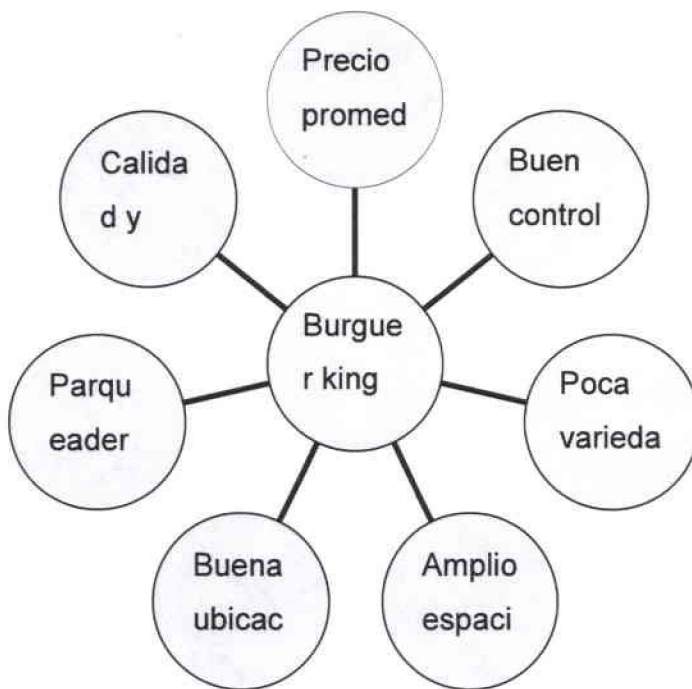 Precio
promed
Buen
control
Poca
varieda
Amplio
espaci
Buena
ubicac
Parqu
eader
Calida
d y
Burgue
r king